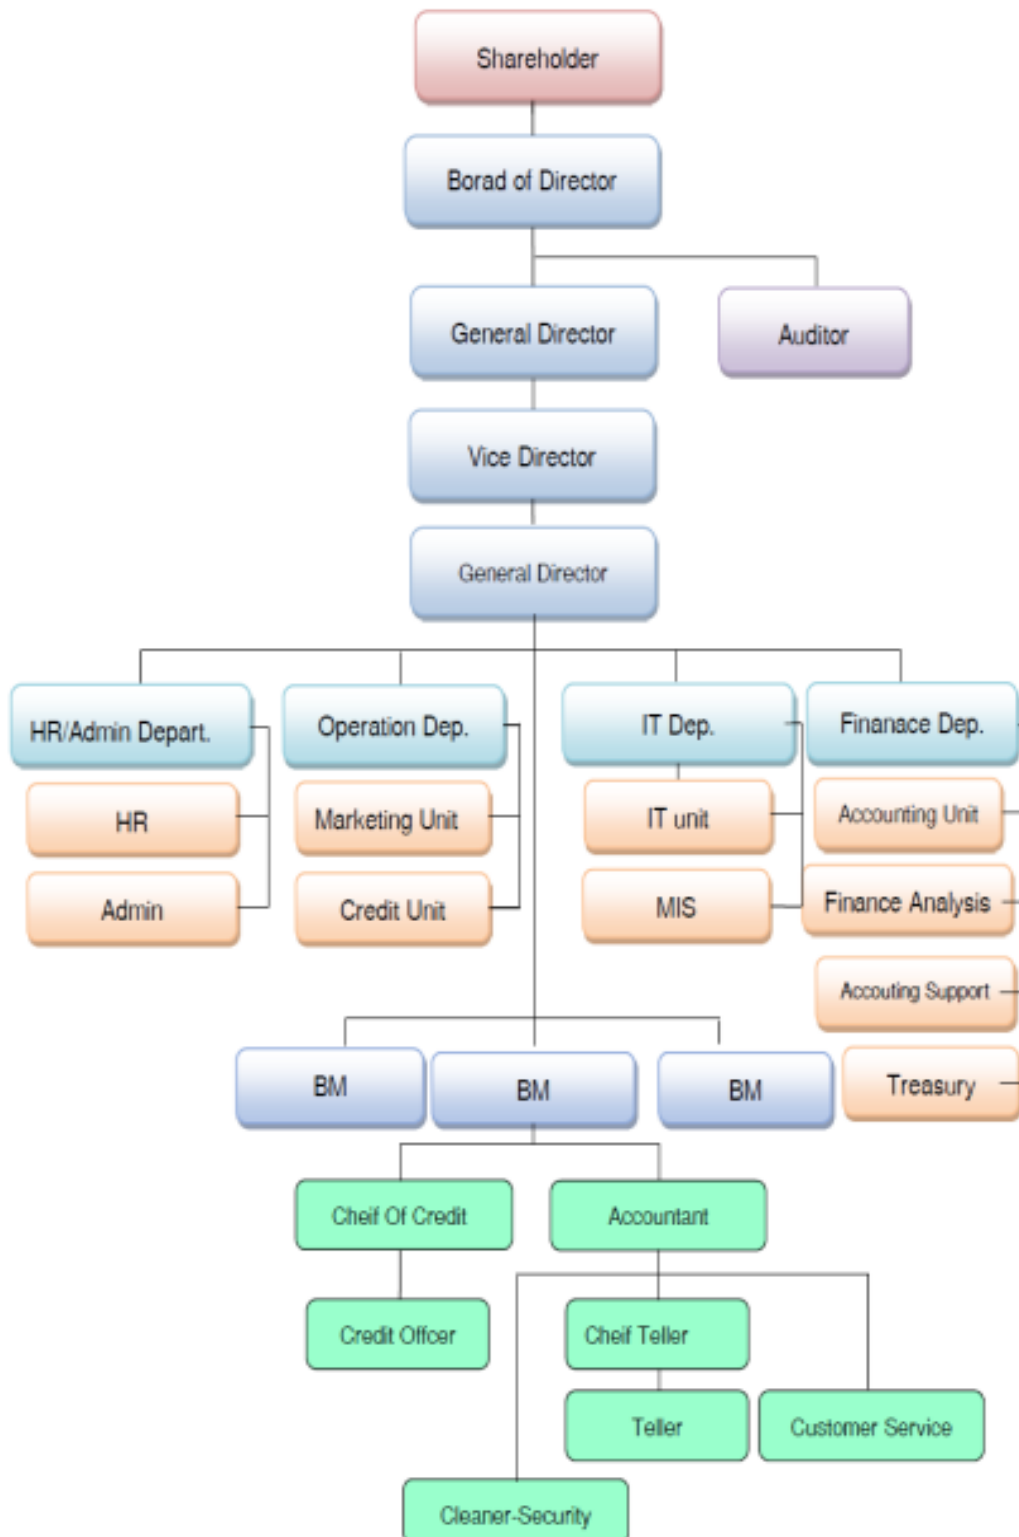 Shareholder
Borad of Director
General Director
Auditor
Vice Director
General Director
HR/Admin Depart.
Operation Dep.
IT Dep.
Finanace Dep.
HR
Marketing Unit
IT unit
Accounting Unit
Admin
Credit Unit
MIS
Finance Analysis
Accouting Support
BM
BM
BM
Treasury
Cheif Of Credit
Accountant
Credit Offcer
Cheif Teller
Teller
Customer Service
Cleaner-Security